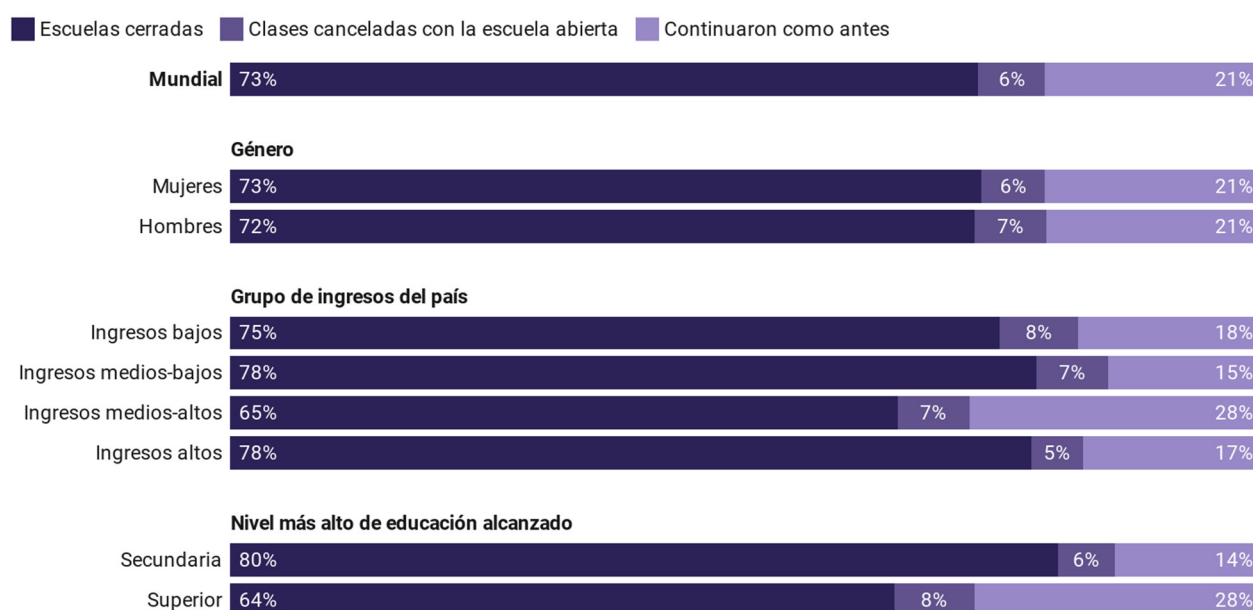 Escuelas cerradas Clases canceladas con la escuela abierta Continuaron como antes
Mundial 73% 6% 21%
Género
Mujeres 73% 6% 21%
Hombres 72% 7% 21%
Grupo de ingresos del país
Ingresos bajos 75% 8% 18%
Ingresos medios-bajos 78% 7% 15%
Ingresos medios-altos 65% 7% 28%
Ingresos altos 78% 5% 17%
Nivel más alto de educación alcanzado
Secundaria 80% 6% 14%
Superior 64% 8% 28%